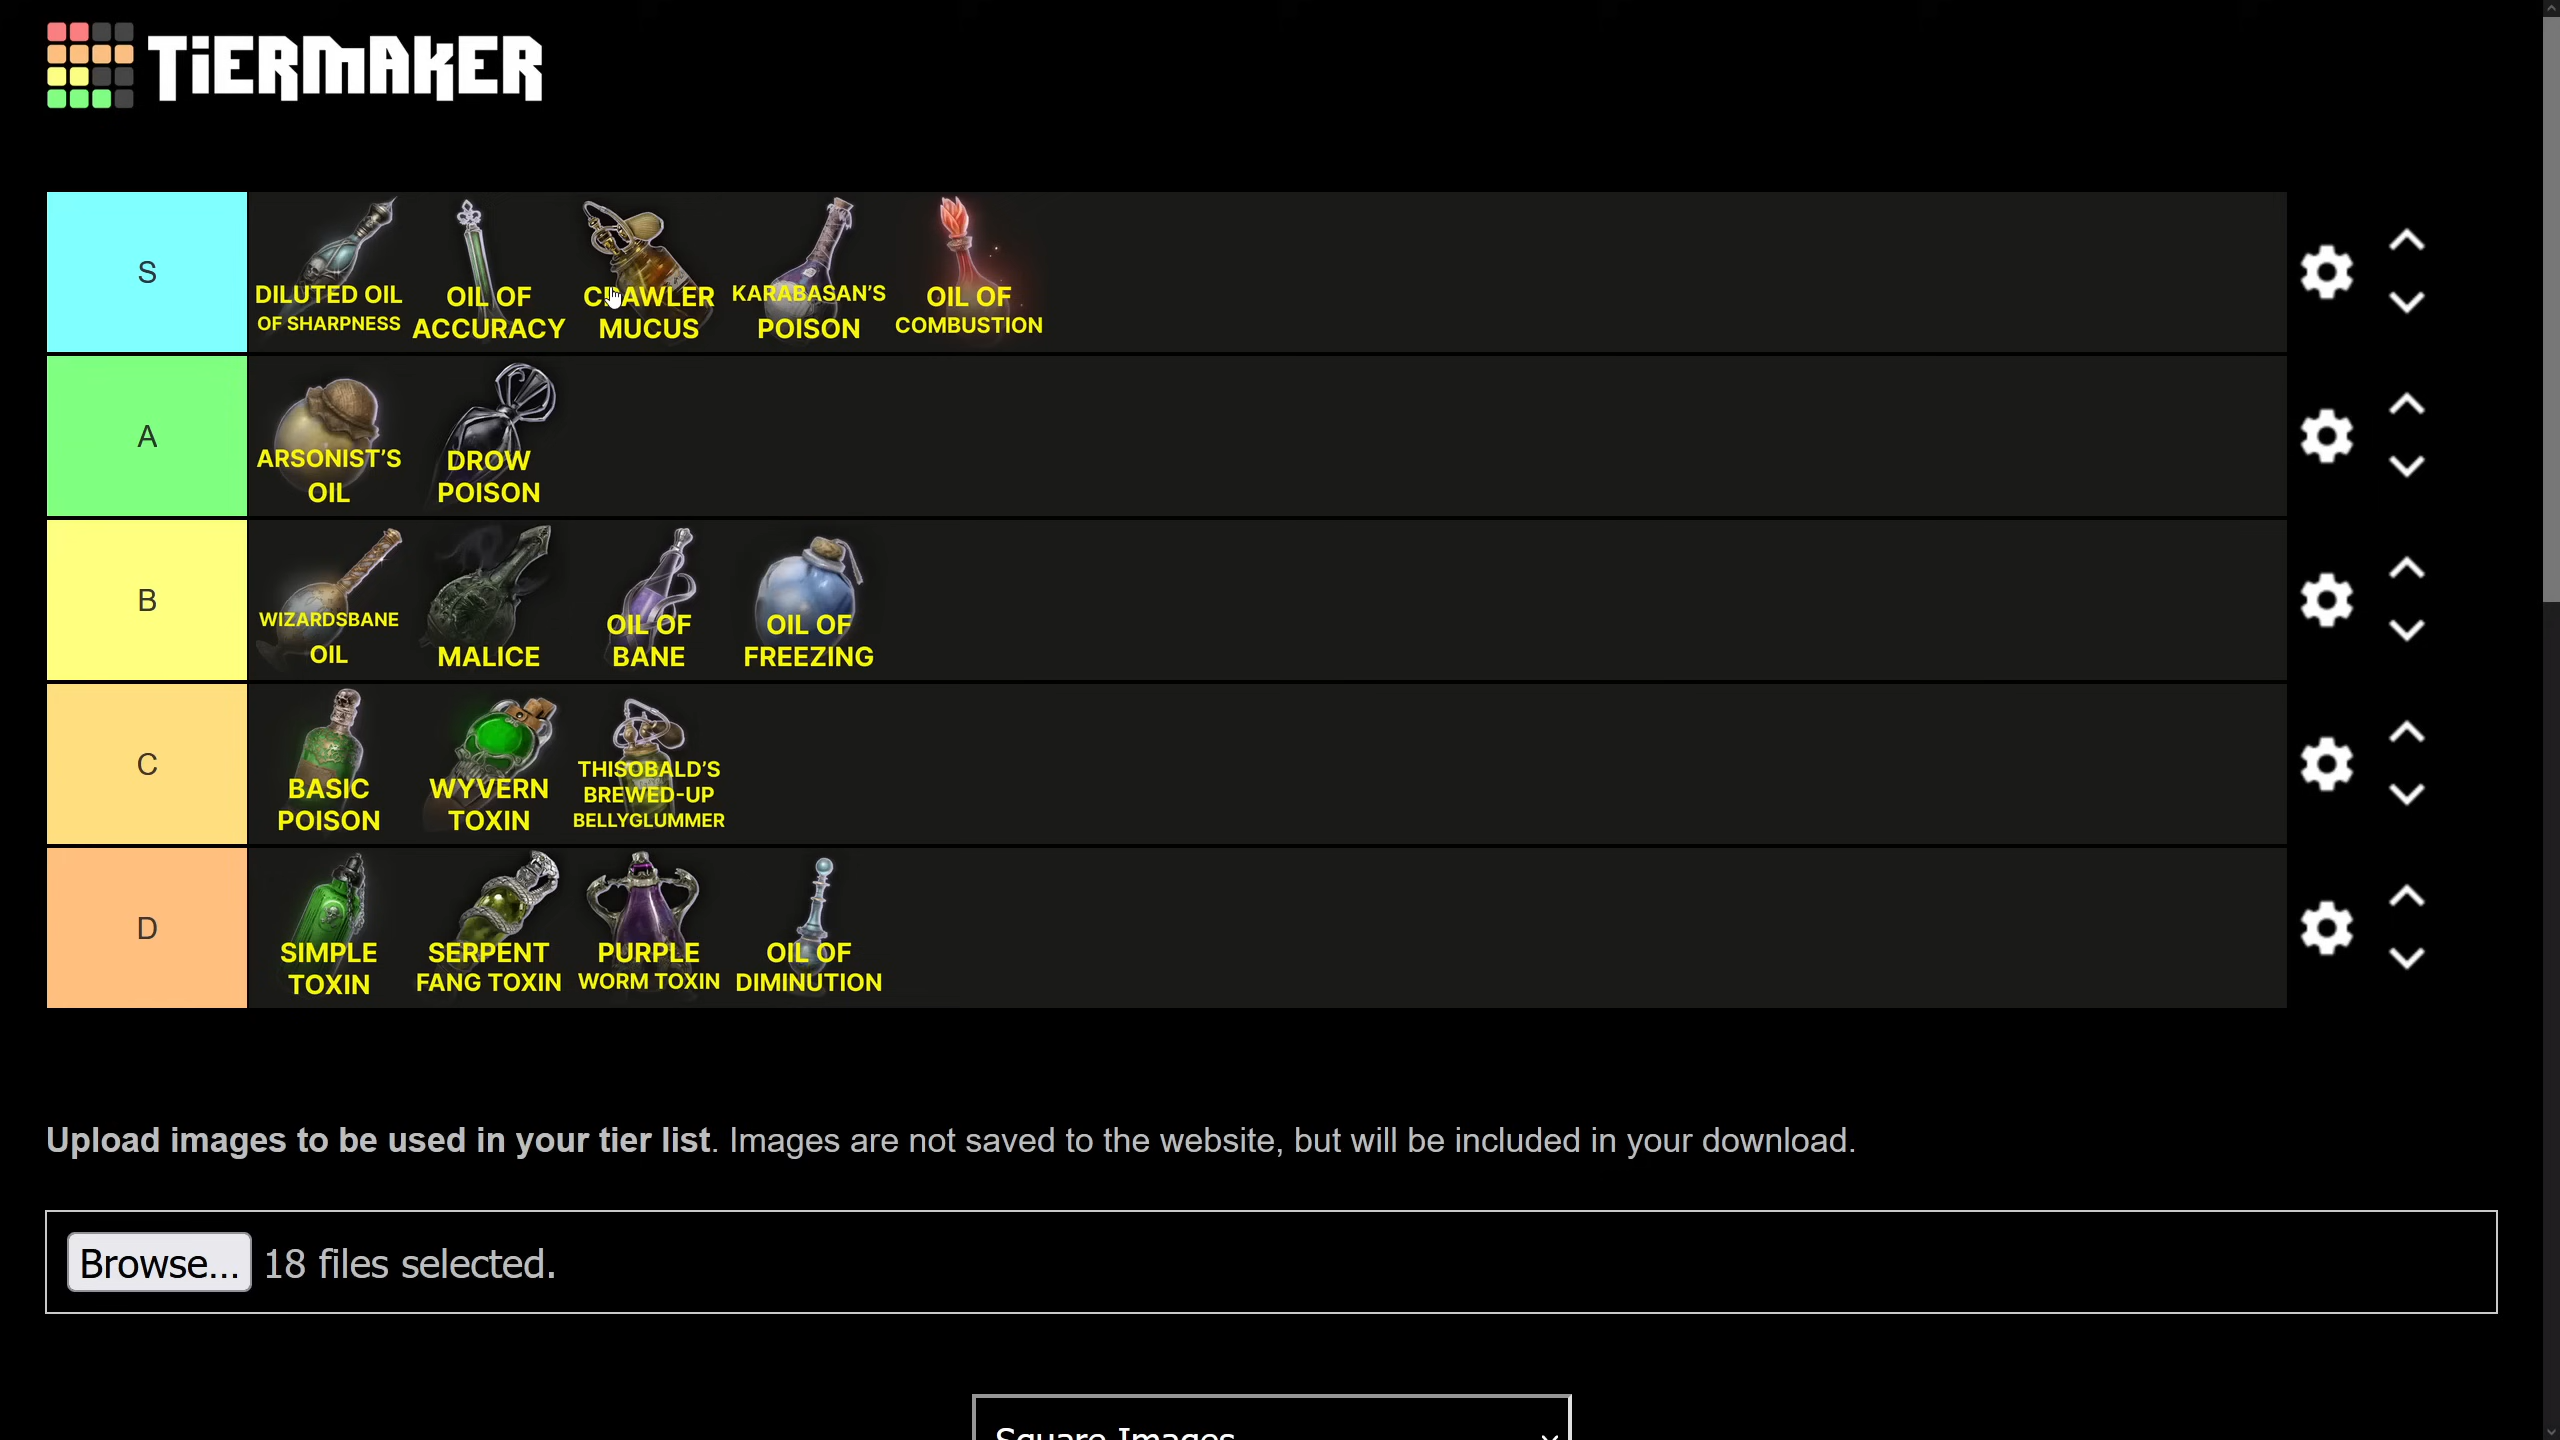 TiERMAKER
S
DILUTED OIL
OF SHARPNESS
OIL OF
ACCURACY
CRAWLER
MUCUS
KARABASAN'S
POISON
OIL OF
COMBUSTION
A
ARSONIST'S
OIL
DROW
POISON
B
WIZARDSBANE
OIL
MALICE
OIL OF
BANE
OIL OF
FREEZING
C
BASIC
POISON
WYVERN
TOXIN
THISOBALD'S
BREWED-UP
BELLYGLUMMER
D
SIMPLE
TOXIN
SERPENT
FANG TOXIN
PURPLE
WORM TOXIN
OIL OF
DIMINUTION
Upload images to be used in your tier list. Images are not saved to the website, but will be included in your download.
Browse... 18 files selected.
Square Images